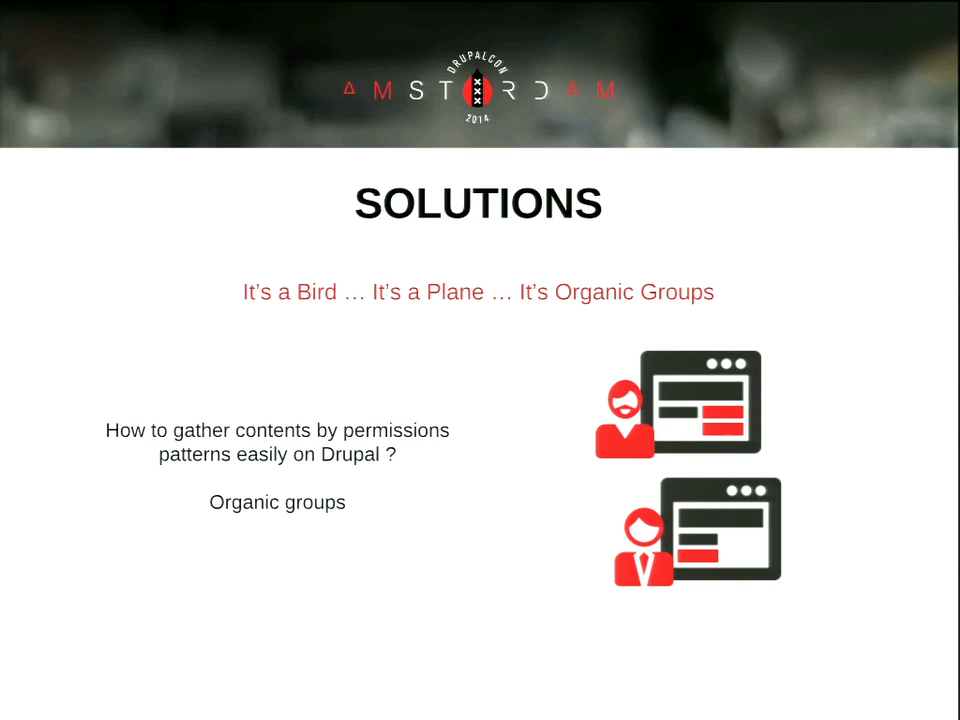 DRUPALCON
AMSTERDAM
2014
SOLUTIONS
It’s a Bird … It’s a Plane … It’s Organic Groups
How to gather contents by permissions
patterns easily on Drupal ?
Organic groups